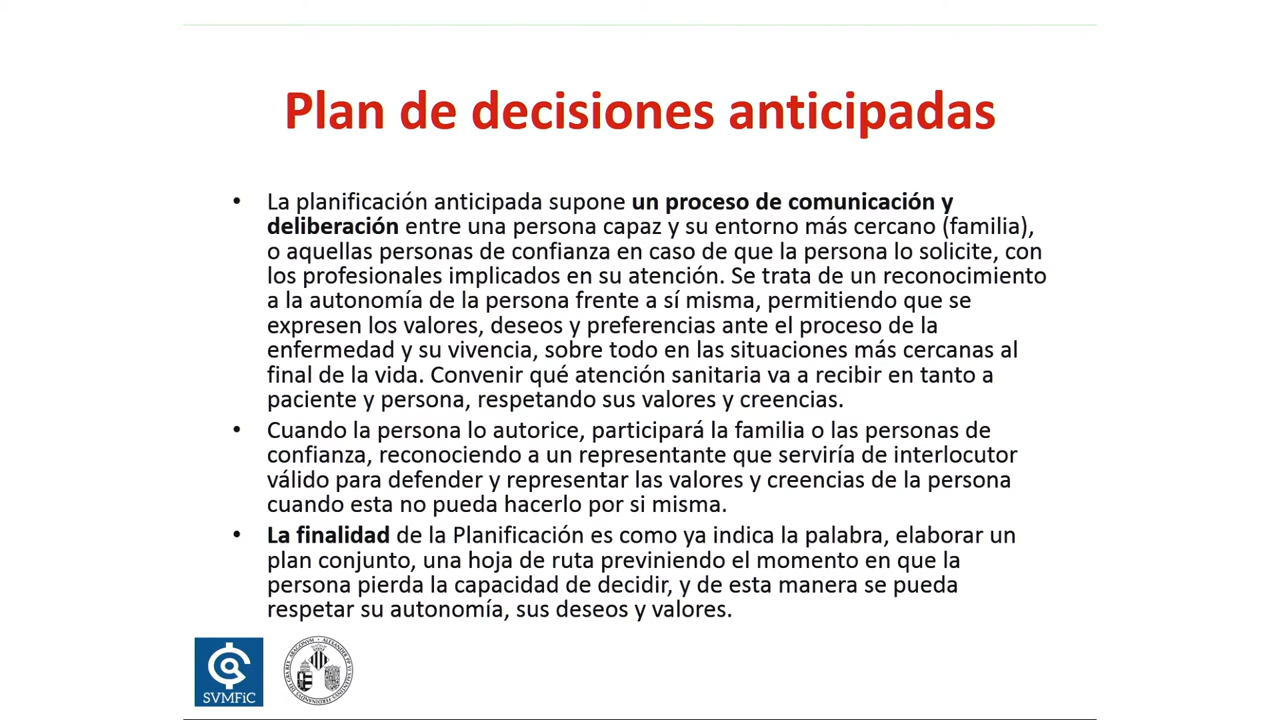 Plan de decisiones anticipadas
• La planificación anticipada supone un proceso de comunicación y
deliberación entre una persona capaz y su entorno más cercano (familia),
o aquellas personas de confianza en caso de que la persona lo solicite, con
los profesionales implicados en su atención. Se trata de un reconocimiento
a la autonomía de la persona frente a sí misma, permitiendo que se
expresen los valores, deseos y preferencias ante el proceso de la
enfermedad y su vivencia, sobre todo en las situaciones más cercanas al
final de la vida. Convenir qué atención sanitaria va a recibir en tanto a
paciente y persona, respetando sus valores y creencias.
• Cuando la persona lo autorice, participará la familia o las personas de
confianza, reconociendo a un representante que serviría de interlocutor
válido para defender y representar las valores y creencias de la persona
cuando esta no pueda hacerlo por si misma.
• La finalidad de la Planificación es como ya indica la palabra, elaborar un
plan conjunto, una hoja de ruta previniendo el momento en que la
persona pierda la capacidad de decidir, y de esta manera se pueda
respetar su autonomía, sus deseos y valores.
SVMFiC